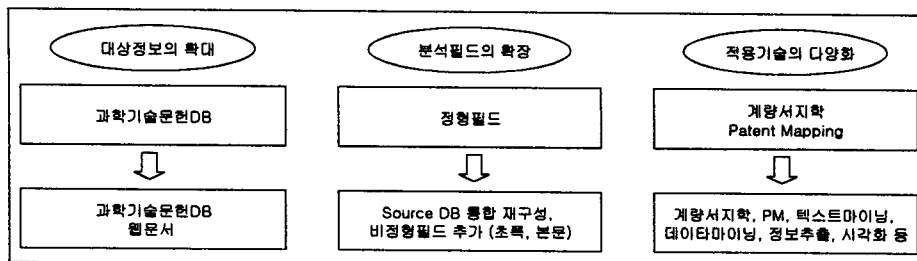 대상정보의 확대
분석필드의 확장
적용기술의 다양화
과학기술문헌DB
정형필드
계량서지학
Patent Mapping
과학기술문헌DB
웹문서
Source DB 통합 재구성,
비정형필드 추가 (초록, 본문)
계량서지학, PM, 텍스트마이닝,
데이타마이닝, 정보추출, 시각화 등